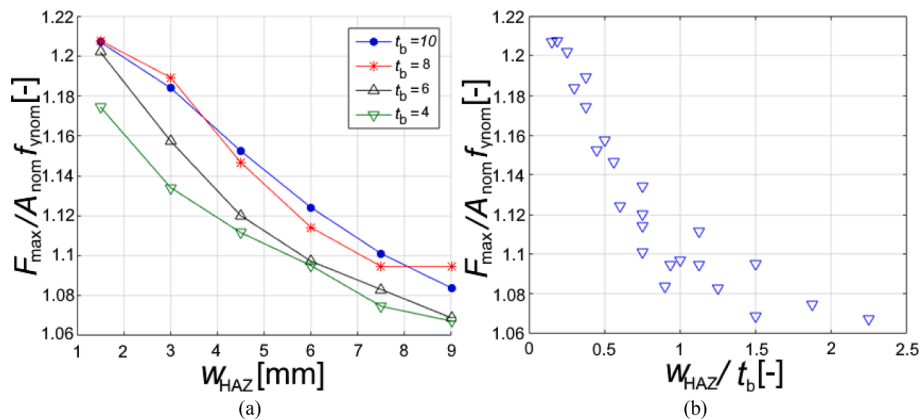 F_max/A_nom f_ynom [-]
1.22
1.2
1.18
1.16
1.14
1.12
1.1
1.08
1.06
1 2 3 4 5 6 7 8 9
w_HAZ [mm]
t_b = 10
t_b = 8
t_b = 6
t_b = 4
(a)
F_max/A_nom f_ynom [-]
1.22
1.2
1.18
1.16
1.14
1.12
1.1
1.08
1.06
0 0.5 1 1.5 2 2.5
w_HAZ / t_b [-]
(b)